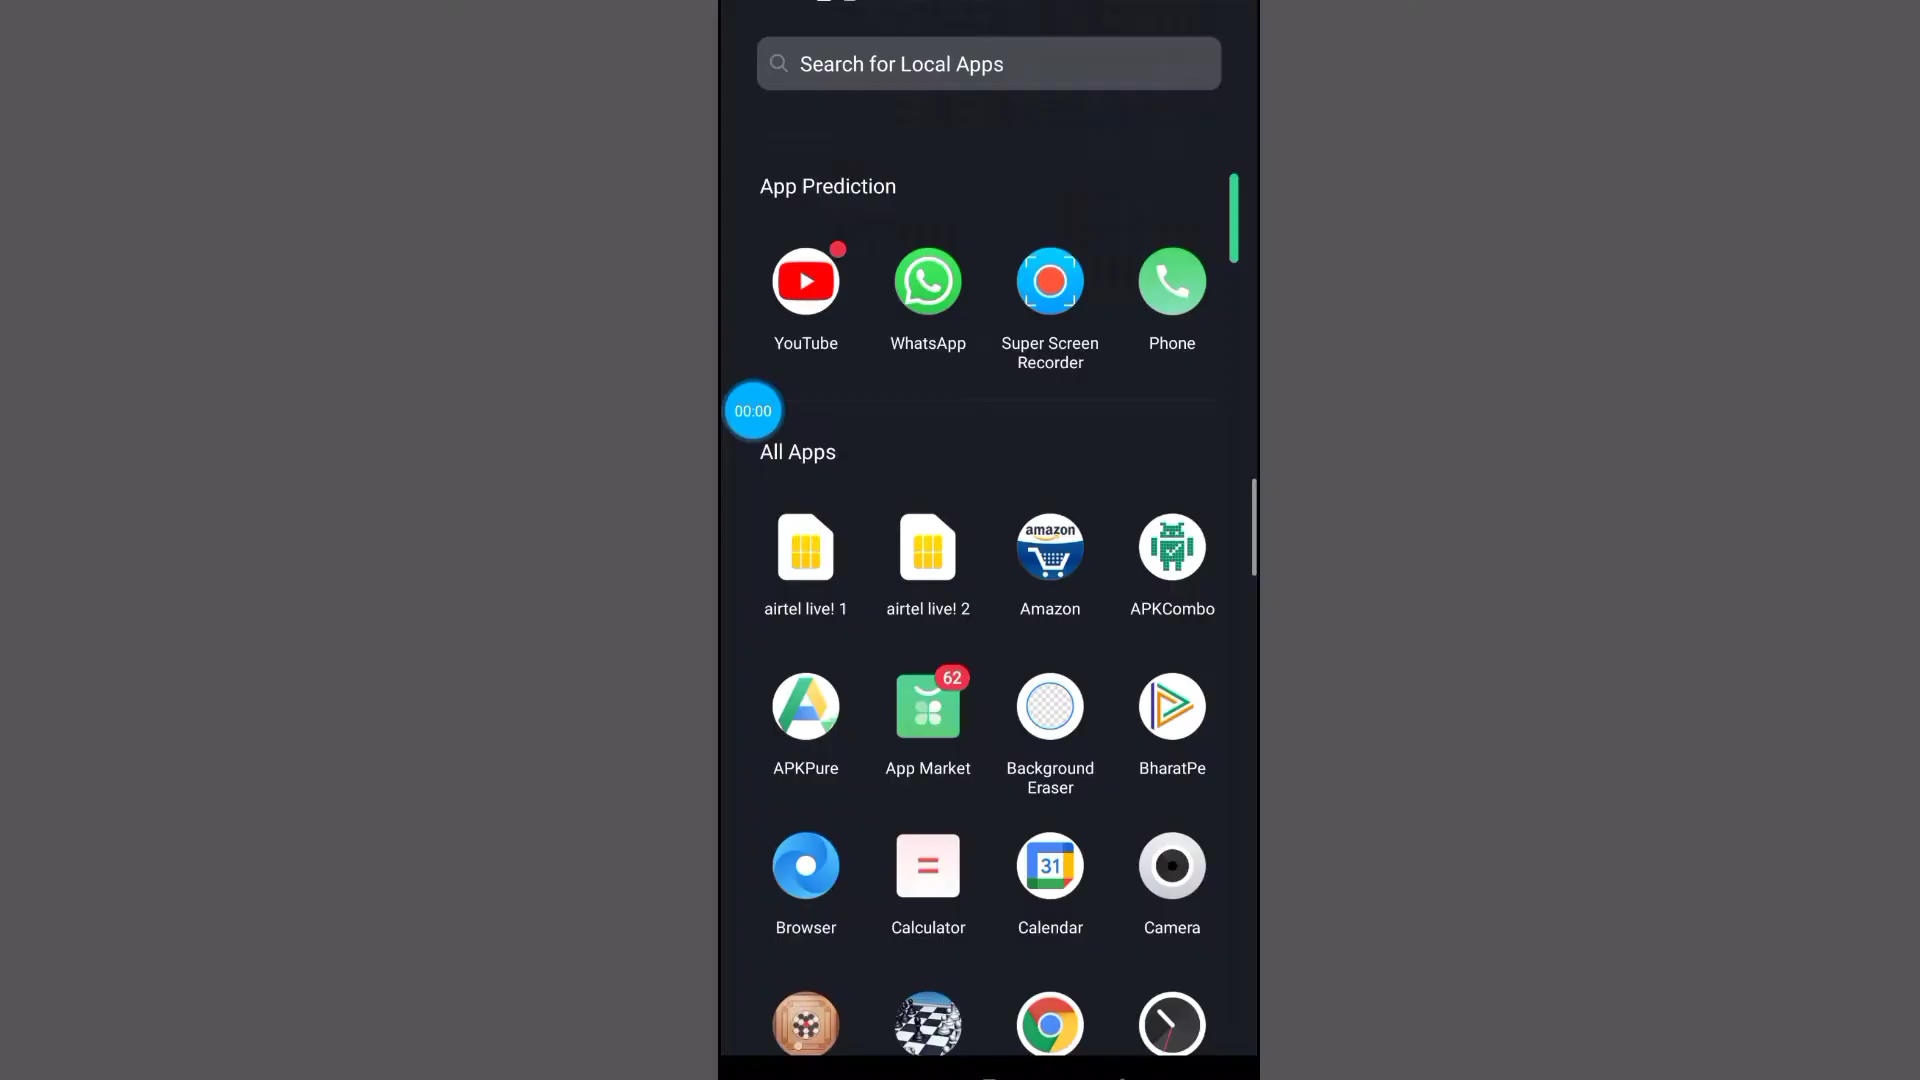 Search for Local Apps
App Prediction
YouTube
WhatsApp
Super Screen
Recorder
Phone
00:00
All Apps
amazon
airtel live! 1
airtel live! 2
Amazon
APKCombo
62
APKPure
App Market
Background
Eraser
BharatPe
31
Browser
Calculator
Calendar
Camera